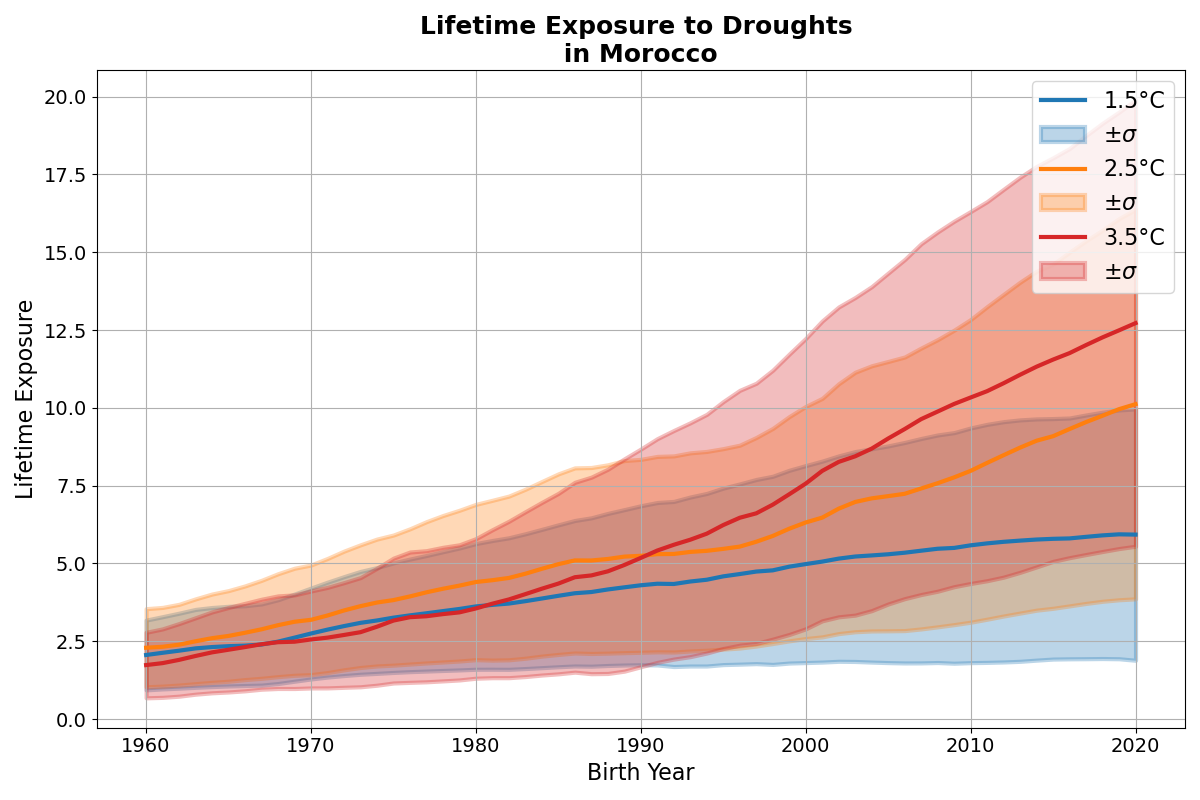 Lifetime Exposure to Droughts
in Morocco
20.0
17.5
15.0
12.5
10.0
7.5
5.0
2.5
0.0
Lifetime Exposure
1.5°C
±σ
2.5°C
±σ
3.5°C
±σ
1960 1970 1980 1990 2000 2010 2020
Birth Year